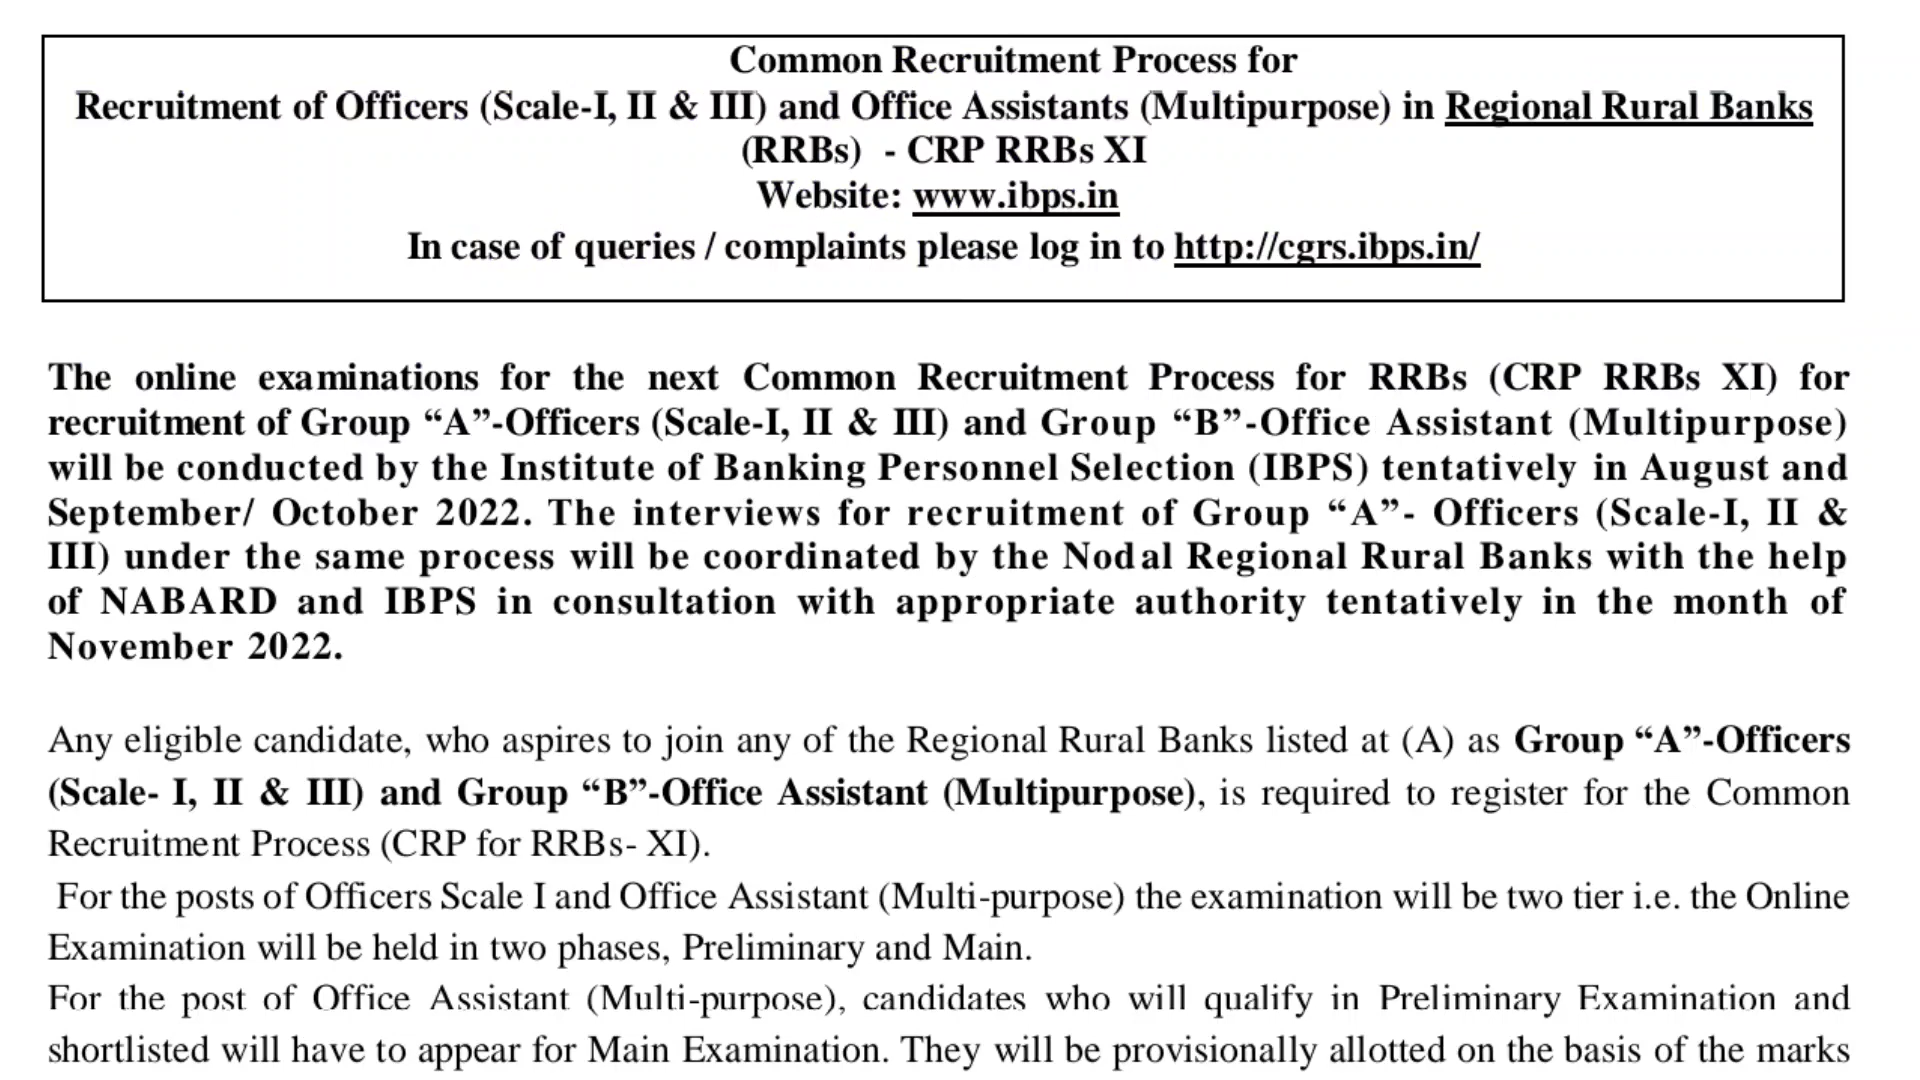 Common Recruitment Process for
Recruitment of Officers (Scale-I, II & III) and Office Assistants (Multipurpose) in Regional Rural Banks
(RRBs) - CRP RRBs XI
Website: www.ibps.in
In case of queries / complaints please log in to http://cgrs.ibps.in/
The online examinations for the next Common Recruitment Process for RRBs (CRP RRBs XI) for
recruitment of Group “A”-Officers (Scale-I, II & III) and Group “B”-Office Assistant (Multipurpose)
will be conducted by the Institute of Banking Personnel Selection (IBPS) tentatively in August and
September/ October 2022. The interviews for recruitment of Group “A”- Officers (Scale-I, II &
III) under the same process will be coordinated by the Nodal Regional Rural Banks with the help
of NABARD and IBPS in consultation with appropriate authority tentatively in the month of
November 2022.
Any eligible candidate, who aspires to join any of the Regional Rural Banks listed at (A) as Group “A”-Officers
(Scale- I, II & III) and Group “B”-Office Assistant (Multipurpose), is required to register for the Common
Recruitment Process (CRP for RRBs- XI).
For the posts of Officers Scale I and Office Assistant (Multi-purpose) the examination will be two tier i.e. the Online
Examination will be held in two phases, Preliminary and Main.
For the post of Office Assistant (Multi-purpose), candidates who will qualify in Preliminary Examination and
shortlisted will have to appear for Main Examination. They will be provisionally allotted on the basis of the marks